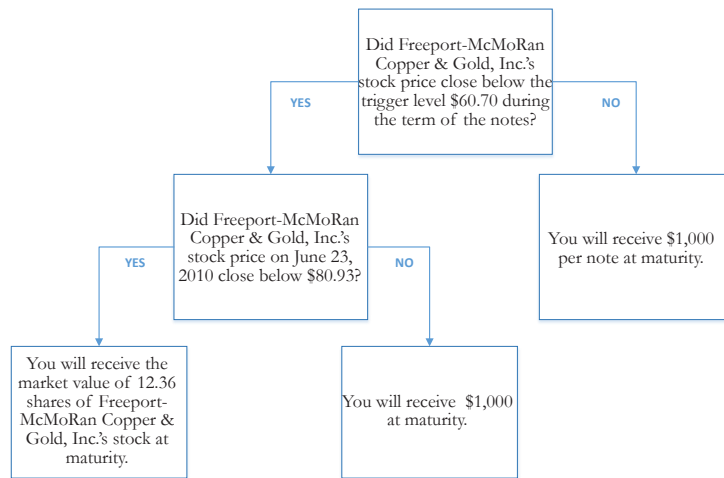 Did Freeport-McMoRan
Copper & Gold, Inc.'s
stock price close below the
trigger level $60.70 during
the term of the notes?
YES
NO
Did Freeport-McMoRan
Copper & Gold, Inc.'s
stock price on June 23,
2010 close below $80.93?
You will receive $1,000
per note at maturity.
YES
NO
You will receive the
market value of 12.36
shares of Freeport-
McMoRan Copper &
Gold, Inc.'s stock at
maturity.
You will receive $1,000
at maturity.